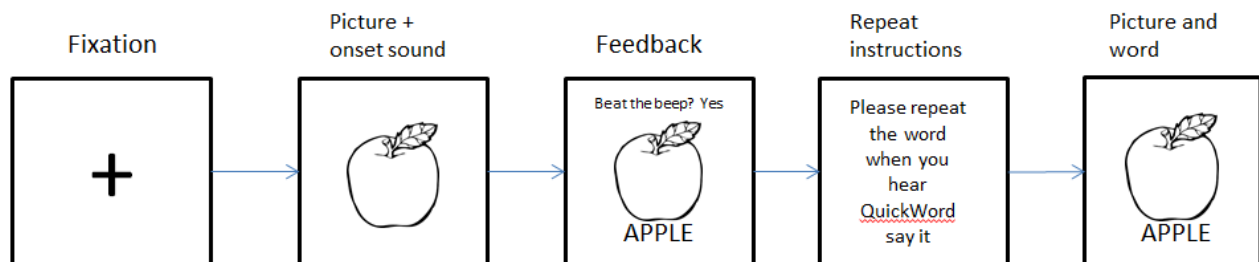 Fixation
Picture +
onset sound
Feedback
Repeat
instructions
Picture and
word
Beat the beep? Yes
APPLE
Please repeat
the word
when you
hear
QuickWord
say it
APPLE